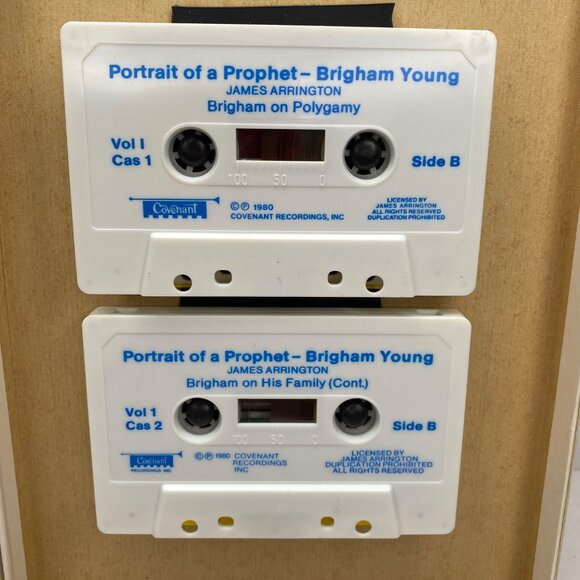 Portrait of a Prophet – Brigham Young
JAMES ARRINGTON
Brigham on Polygamy
Vol I
Cas 1
Side B
100 50 0
Covenant
© ℗ 1980
COVENANT RECORDINGS, INC
LICENSED BY
JAMES ARRINGTON
ALL RIGHTS RESERVED
DUPLICATION PROHIBITED
Portrait of a Prophet – Brigham Young
JAMES ARRINGTON
Brigham on His Family (Cont.)
Vol 1
Cas 2
Side B
100 50 0
Covenant
RECORDINGS INC
© ℗ 1980 COVENANT
RECORDINGS
INC
LICENSED BY
JAMES ARRINGTON
DUPLICATION PROHIBITED
ALL RIGHTS RESERVED